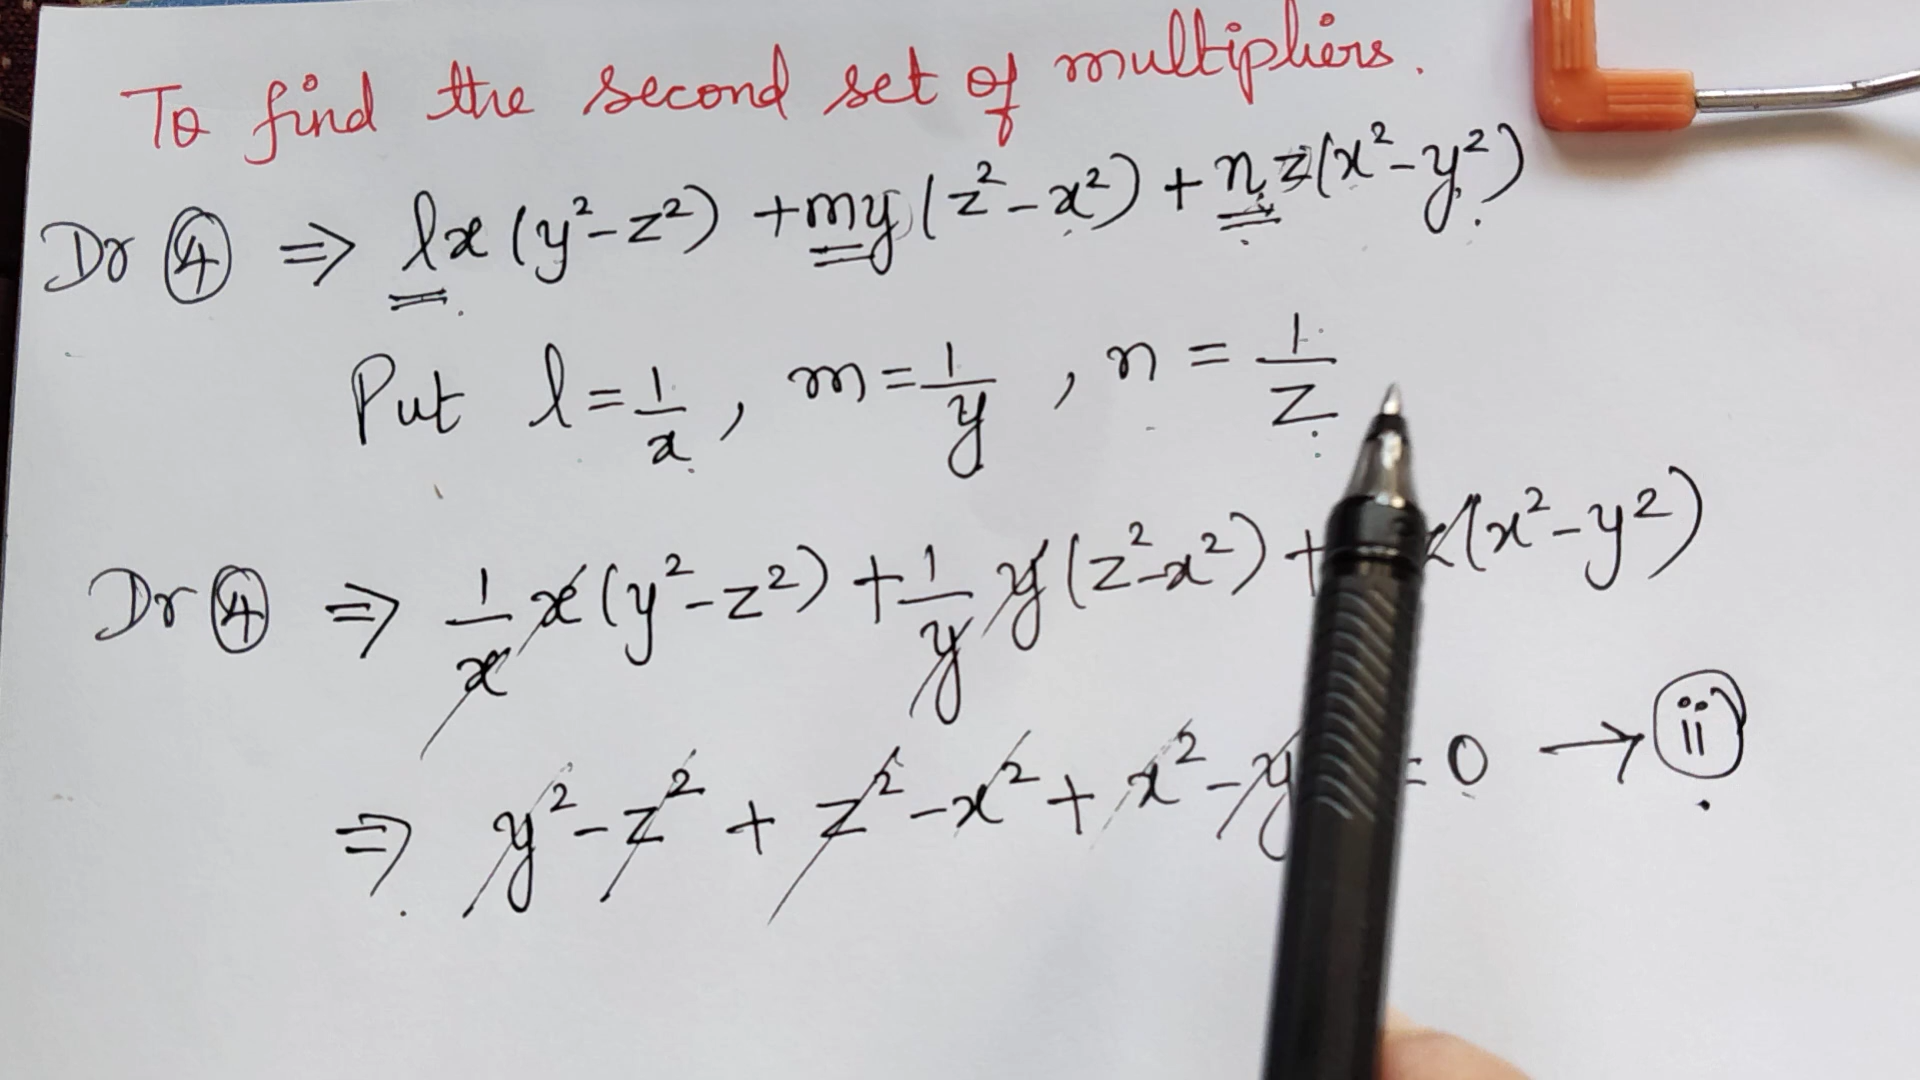 To find the second set of multipliers.
Dr ④ ⇒ lx (y²-z²) + my (z²-x²) + nz(x²-y²)
Put l = 1/x , m = 1/y , n = 1/z
Dr ④ ⇒ 1/x x (y²-z²) + 1/y y (z²-x²) + z(x²-y²)
⇒ y²-z² + z²-x² + x²-y = 0 → ⅱ